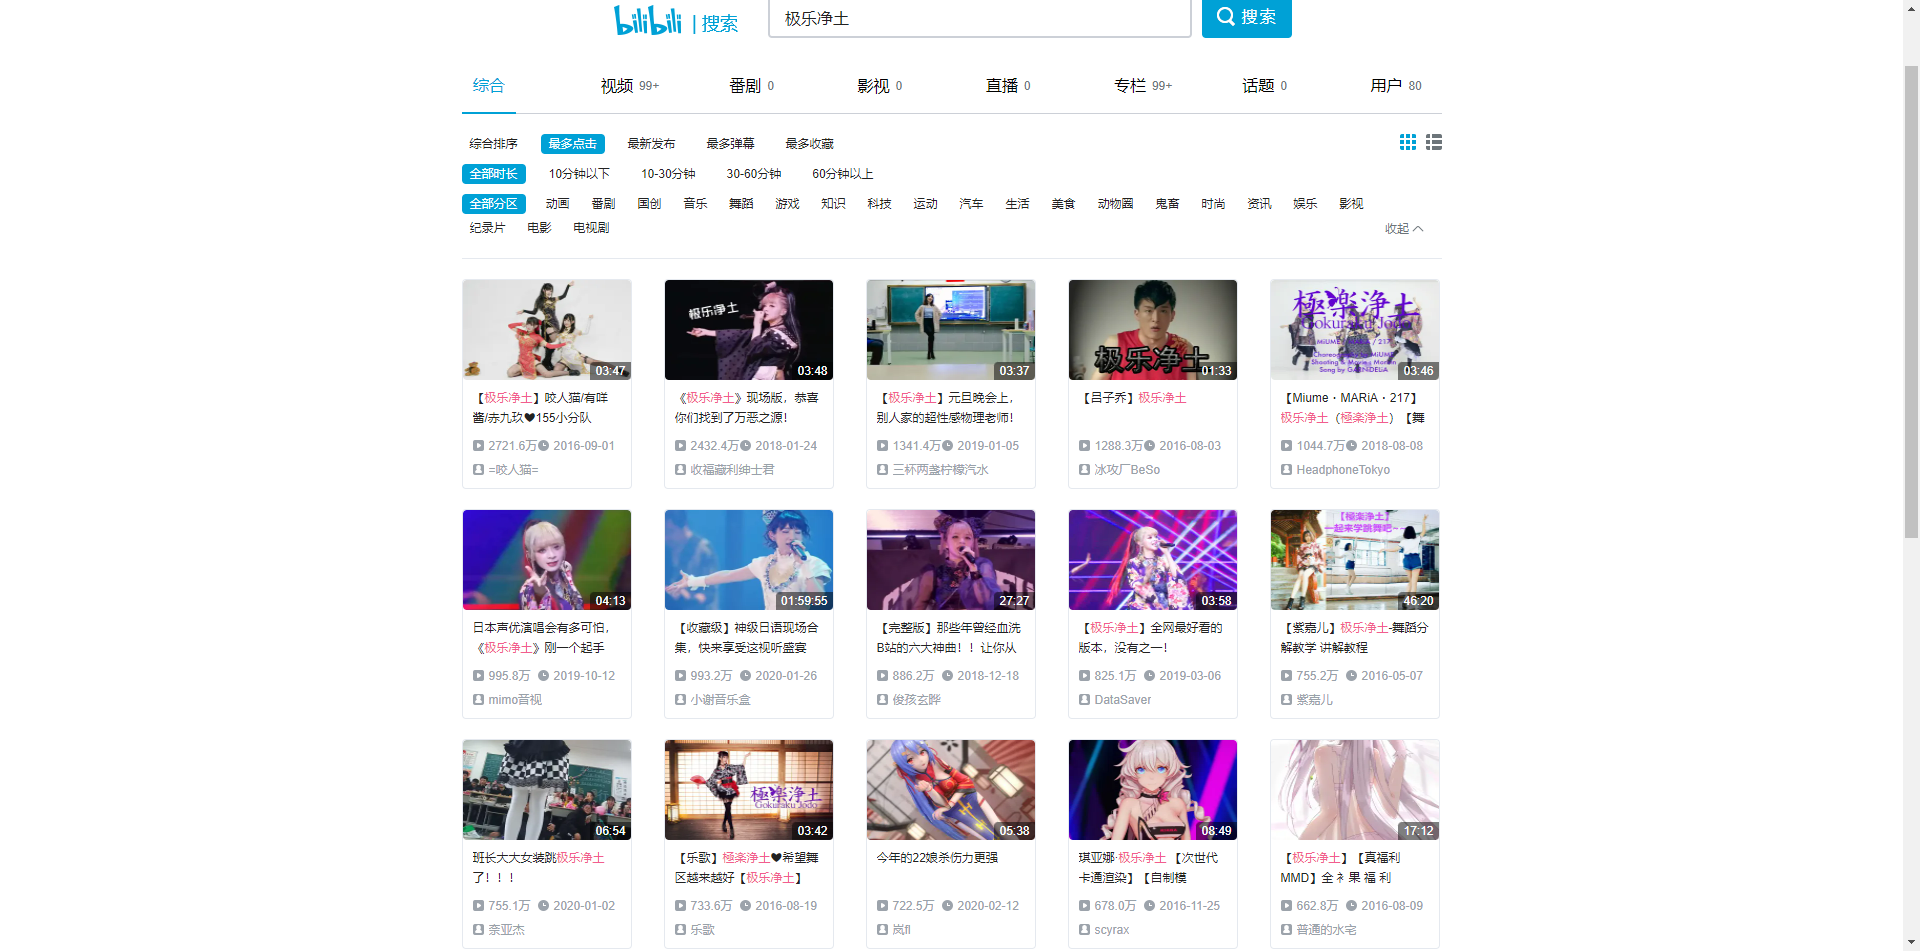 bilibili | 搜索
极乐净土
搜索
综合
视频 99+
番剧 0
影视 0
直播 0
专栏 99+
话题 0
用户 80
综合排序 最多点击 最新发布 最多弹幕 最多收藏
全部时长 10分钟以下 10-30分钟 30-60分钟 60分钟以上
全部分区 动画 番剧 国创 音乐 舞蹈 游戏 知识 科技 运动 汽车 生活 美食 动物圈 鬼畜 时尚 资讯 娱乐 影视
纪录片 电影 电视剧
收起
03:47
【极乐净土】咬人猫/有咩
酱/赤九玖❤155小分队
2721.6万 2016-09-01
=咬人猫=
极乐净土
03:48
《极乐净土》现场版，恭喜
你们找到了万恶之源！
2432.4万 2018-01-24
收福藏利绅士君
03:37
【极乐净土】元旦晚会上，
别人家的超性感物理老师！
1341.4万 2019-01-05
三杯两盏柠檬汽水
极乐净土
01:33
【吕子乔】极乐净土
1288.3万 2016-08-03
冰攻厂BeSo
極楽浄土
Gokuraku Jodo
MiUME / MARiA / 217
Song by GARNiDELiA
03:46
【Miume・MARiA・217】
极乐净土（極楽浄土）【舞
1044.7万 2018-08-08
HeadphoneTokyo
04:13
日本声优演唱会有多可怕，
《极乐净土》刚一个起手
995.8万 2019-10-12
mimo音视
01:59:55
【收藏级】神级日语现场合
集，快来享受这视听盛宴
993.2万 2020-01-26
小谢音乐盒
27:27
【完整版】那些年曾经血洗
B站的六大神曲！！让你从
886.2万 2018-12-18
俊孩玄晔
03:58
【极乐净土】全网最好看的
版本，没有之一！
825.1万 2019-03-06
DataSaver
【極楽浄土】
一起来学跳舞吧~~
46:20
【紫嘉儿】极乐净土-舞蹈分
解教学 讲解教程
755.2万 2016-05-07
紫嘉儿
06:54
班长大大女装跳极乐净土
了！！！
755.1万 2020-01-02
奈亚杰
極楽浄土
Gokuraku Jodo
03:42
【乐歌】極楽浄土❤希望舞
区越来越好【极乐净土】
733.6万 2016-08-19
乐歌
05:38
今年的22娘杀伤力更强
722.5万 2020-02-12
岚fl
08:49
琪亚娜·极乐净土 【次世代
卡通渲染】【自制模
678.0万 2016-11-25
scyrax
17:12
【极乐净土】【真福利
MMD】全 衤 果 福 利
662.8万 2016-08-09
普通的水宅